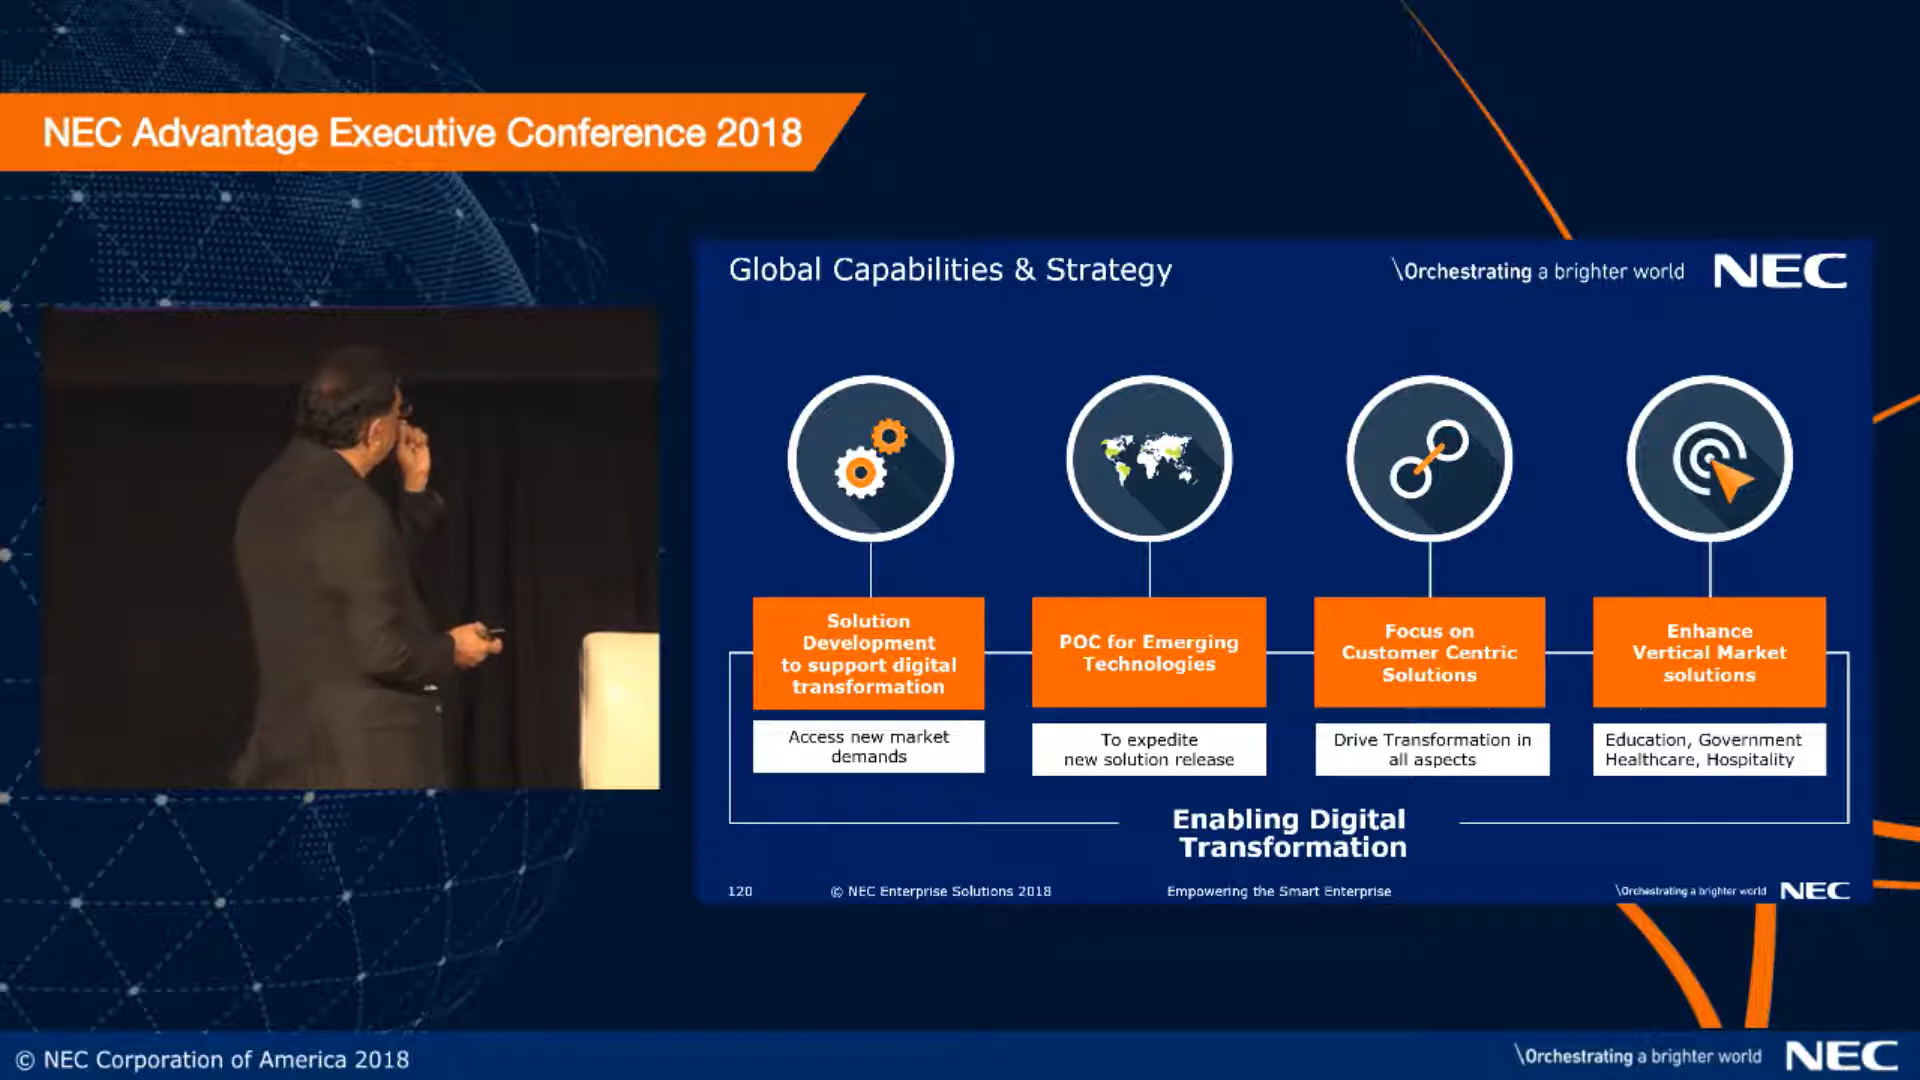 NEC Advantage Executive Conference 2018
Global Capabilities & Strategy
\Orchestrating a brighter world NEC
Solution
Development
to support digital
transformation
Access new market
demands
POC for Emerging
Technologies
To expedite
new solution release
Focus on
Customer Centric
Solutions
Drive Transformation in
all aspects
Enhance
Vertical Market
solutions
Education, Government
Healthcare, Hospitality
Enabling Digital
Transformation
120 © NEC Enterprise Solutions 2018 Empowering the Smart Enterprise \Orchestrating a brighter world NEC
© NEC Corporation of America 2018 \Orchestrating a brighter world NEC